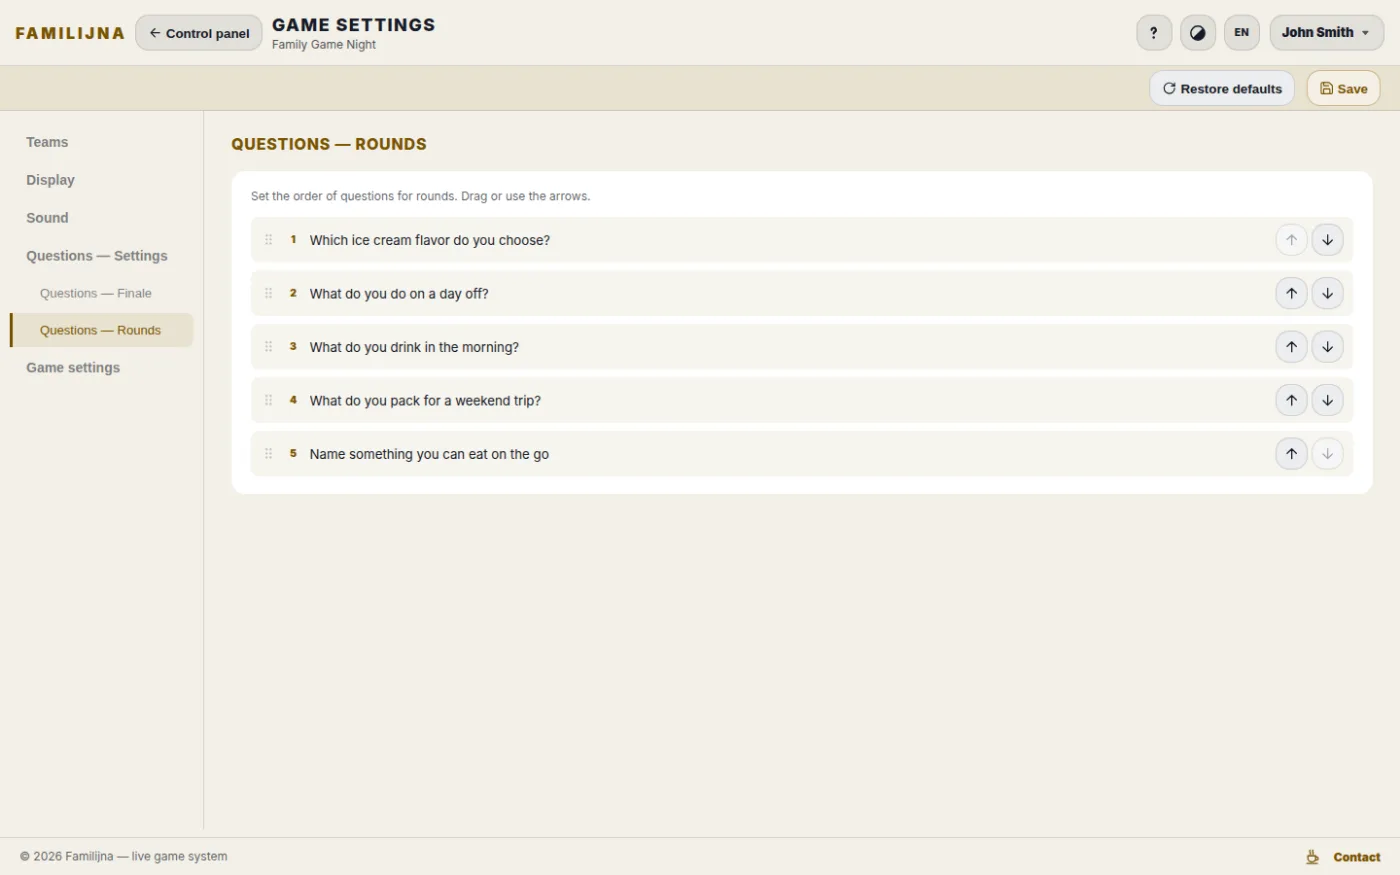 FAMILIJNA
Control panel
GAME SETTINGS
Family Game Night
?
EN
John Smith
Restore defaults
Save
Teams
Display
Sound
Questions — Settings
Questions — Finale
Questions — Rounds
Game settings
QUESTIONS — ROUNDS
Set the order of questions for rounds. Drag or use the arrows.
1 Which ice cream flavor do you choose?
2 What do you do on a day off?
3 What do you drink in the morning?
4 What do you pack for a weekend trip?
5 Name something you can eat on the go
© 2026 Familijna — live game system
Contact